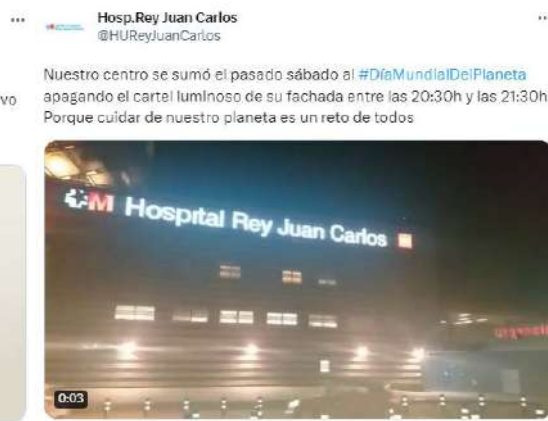 Hosp.Rey Juan Carlos
@HUReyJuanCarlos
Nuestro centro se sumó el pasado sábado al #DíaMundialDelPlaneta
vo
apagando el cartel luminoso de su fachada entre las 20:30h y las 21:30h
Porque cuidar de nuestro planeta es un reto de todos
M Hospital Rey Juan Carlos
Urgencias
0:03